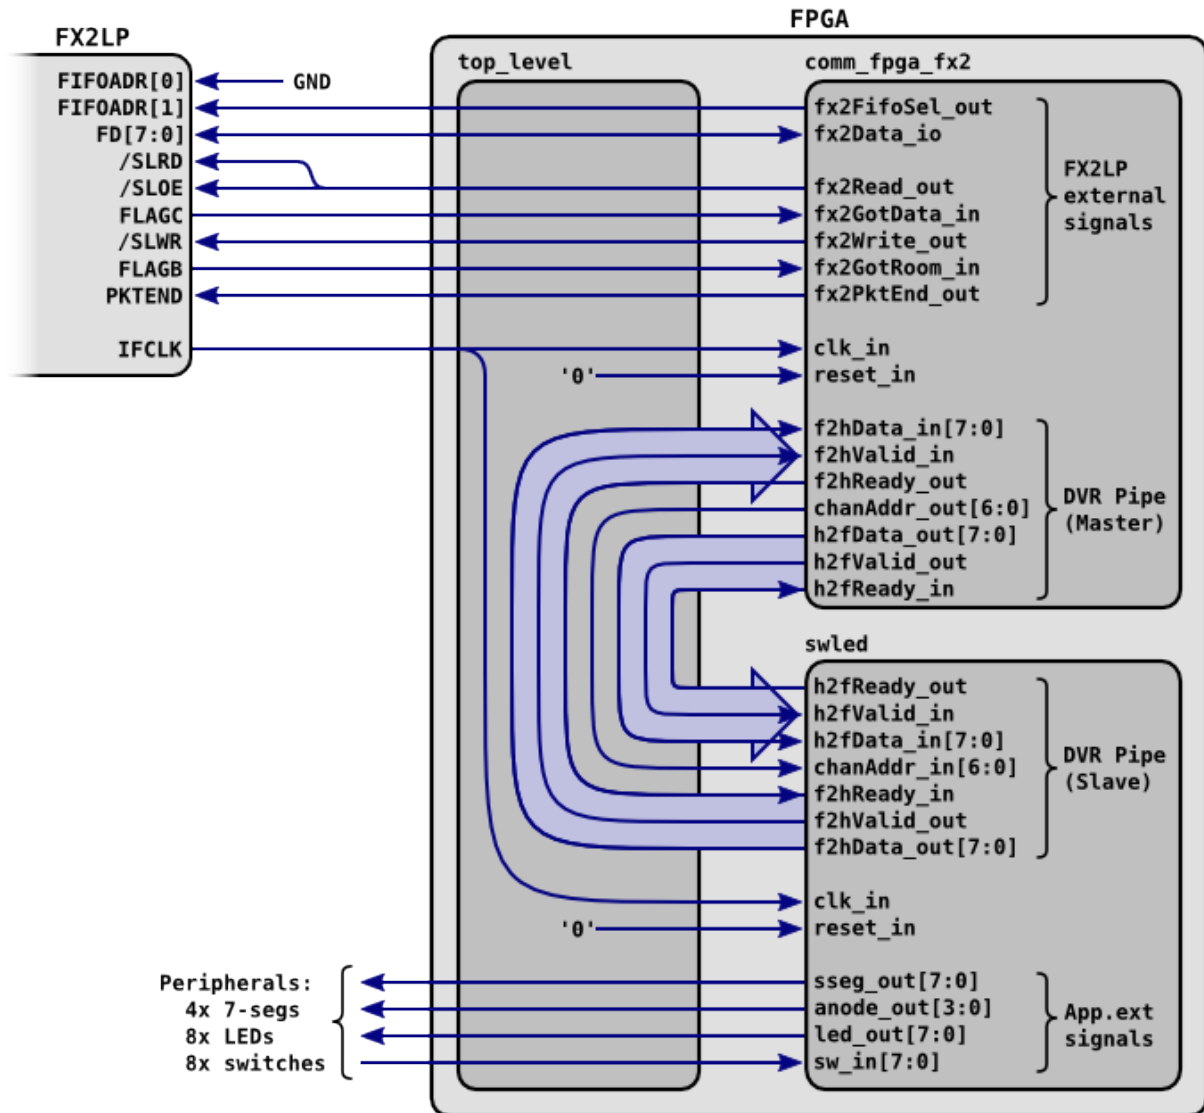 FPGA
FX2LP
top_level
comm_fpga_fx2
FIFOADR[0]
GND
FIFOADR[1]
fx2FifoSel_out
FD[7:0]
fx2Data_io
/SLRD
/SLOE
fx2Read_out
FLAGC
fx2GotData_in
/SLWR
fx2Write_out
FLAGB
fx2GotRoom_in
PKTEND
fx2PktEnd_out
FX2LP
external
signals
IFCLK
clk_in
'0'
reset_in
f2hData_in[7:0]
f2hValid_in
f2hReady_out
chanAddr_out[6:0]
h2fData_out[7:0]
h2fValid_out
h2fReady_in
DVR Pipe
(Master)
swled
h2fReady_out
h2fValid_in
h2fData_in[7:0]
chanAddr_in[6:0]
f2hReady_in
f2hValid_out
f2hData_out[7:0]
DVR Pipe
(Slave)
clk_in
'0'
reset_in
Peripherals:
4x 7-segs
8x LEDs
8x switches
sseg_out[7:0]
anode_out[3:0]
led_out[7:0]
sw_in[7:0]
App.ext
signals